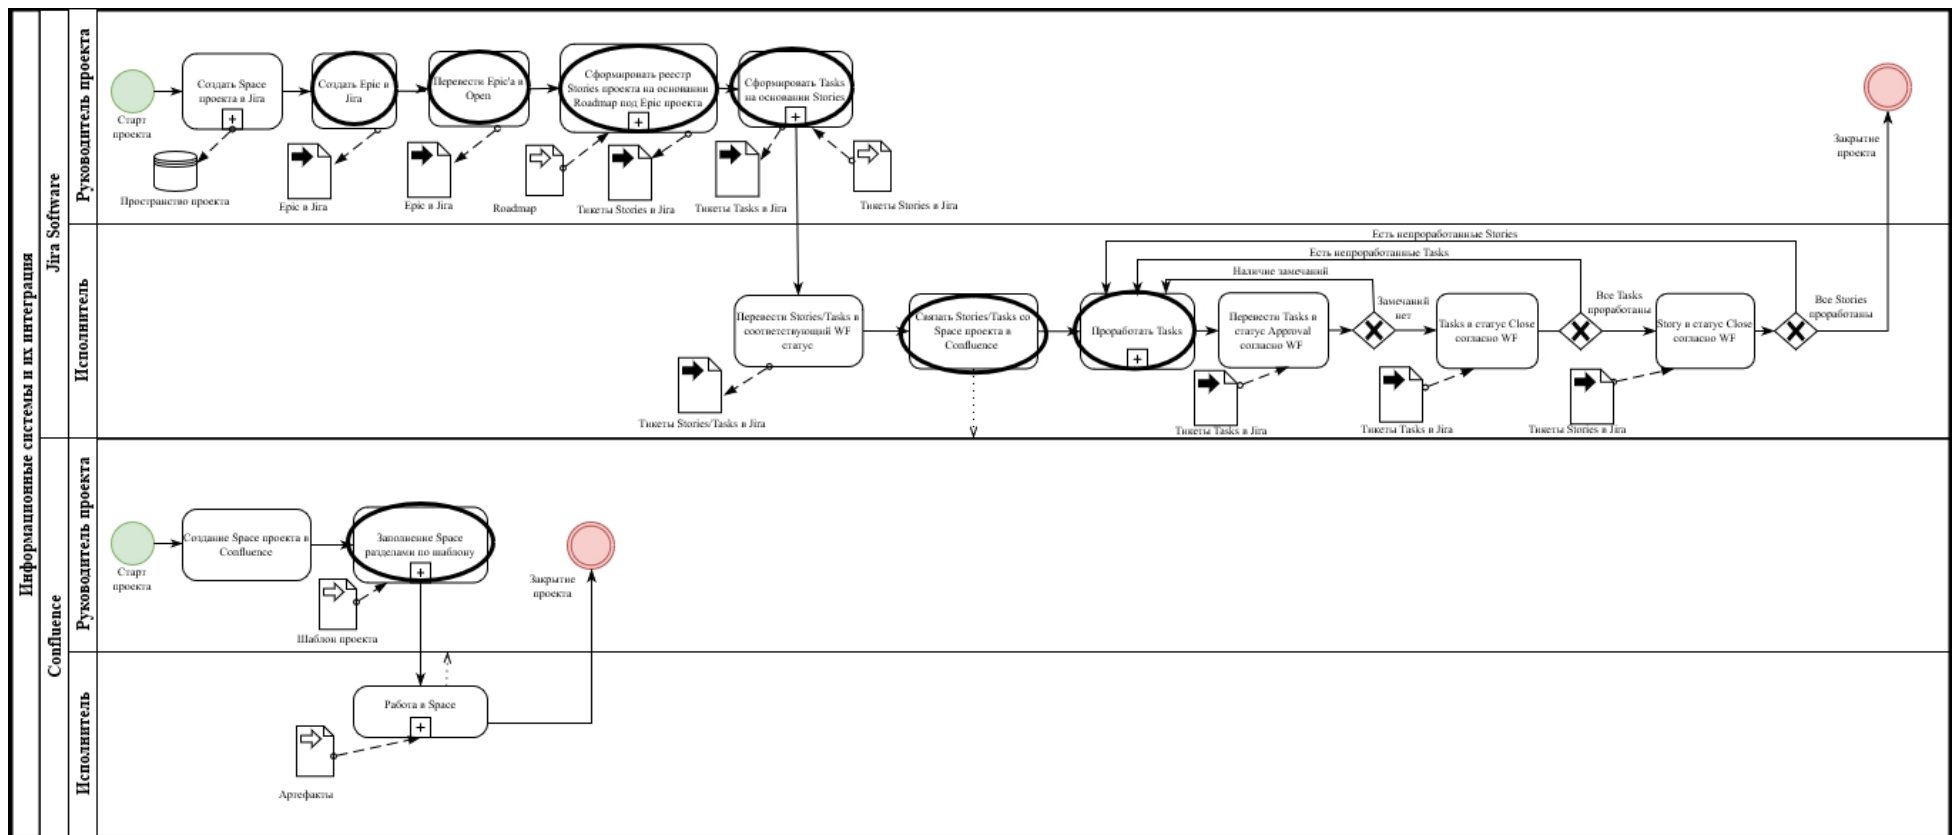 Информационные системы и их интеграция
Jira Software
Руководитель проекта
Старт
проекта
Создать Space
проекта в Jira
Пространство проекта
Создать Epic в
Jira
Epic в Jira
Перевести Epic'а в
Open
Epic в Jira
Сформировать реестр
Stories проекта на основании
Roadmap под Epic проекта
Roadmap
Тикеты Stories в Jira
Сформировать Tasks
на основании Stories
Тикеты Tasks в Jira
Тикеты Stories в Jira
Закрытие
проекта
Исполнитель
Перевести Stories/Tasks в
соответствующий WF
статус
Тикеты Stories/Tasks в Jira
Связать Stories/Tasks со
Space проекта в
Confluence
Есть непроработанные Stories
Есть непроработанные Tasks
Наличие замечаний
Проработать Tasks
Перевести Tasks в
статус Approval
согласно WF
Тикеты Tasks в Jira
Замечаний
нет
Tasks в статус Close
согласно WF
Тикеты Tasks в Jira
Все Tasks
проработаны
Story в статус Close
согласно WF
Тикеты Stories в Jira
Все Stories
проработаны
Confluence
Руководитель проекта
Старт
проекта
Создание Space проекта в
Confluence
Заполнение Space
разделами по шаблону
Шаблон проекта
Закрытие
проекта
Исполнитель
Работа в Space
Артефакты